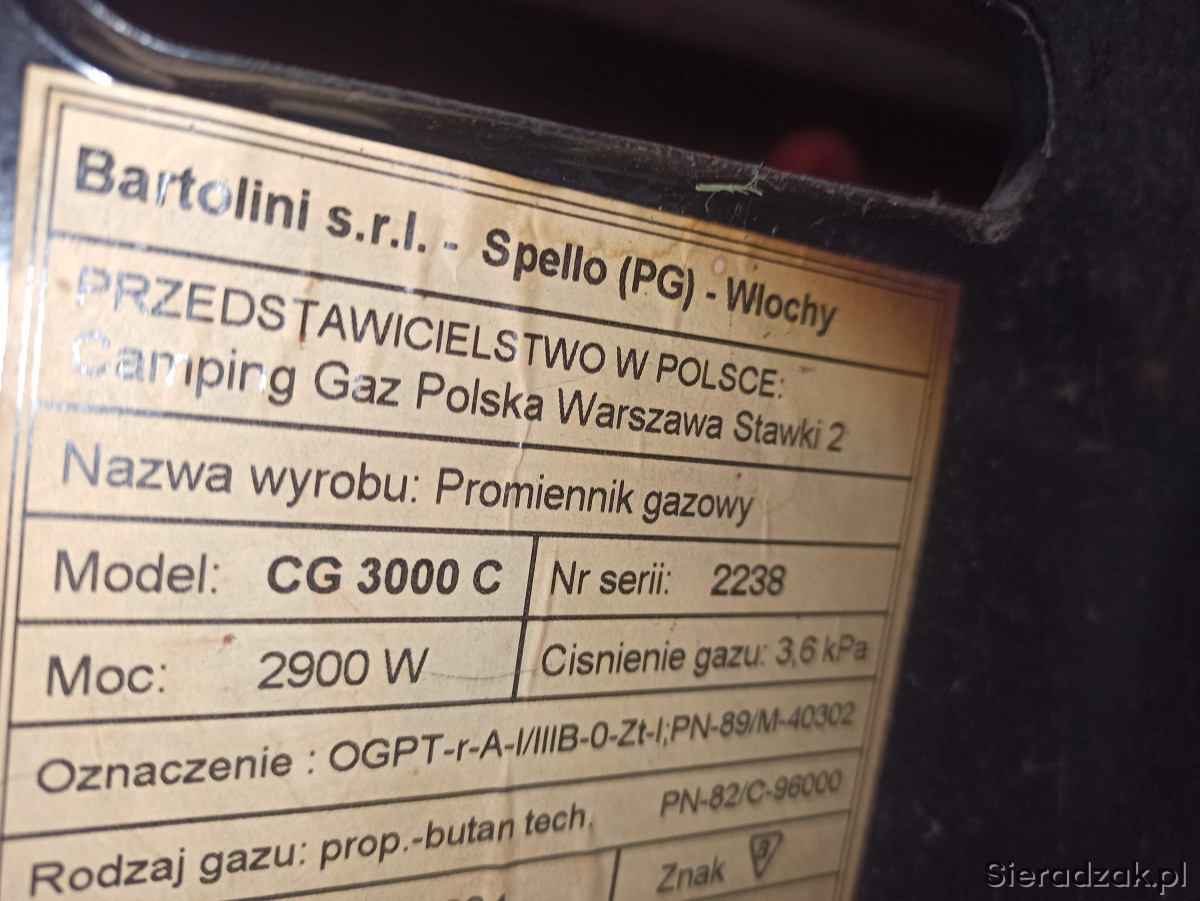 Bartolini s.r.l. - Spello (PG) - Wlochy
PRZEDSTAWICIELSTWO W POLSCE:
Camping Gaz Polska Warszawa Stawki 2
Nazwa wyrobu: Promiennik gazowy
Model: CG 3000 C Nr serii: 2238
Moc: 2900 W Cisnienie gazu: 3,6 kPa
Oznaczenie : OGPT-r-A-I/IIIB-0-Zt-I;PN-89/M-40302
Rodzaj gazu: prop.-butan tech. PN-82/C-96000
Znak
Sieradzak.pl